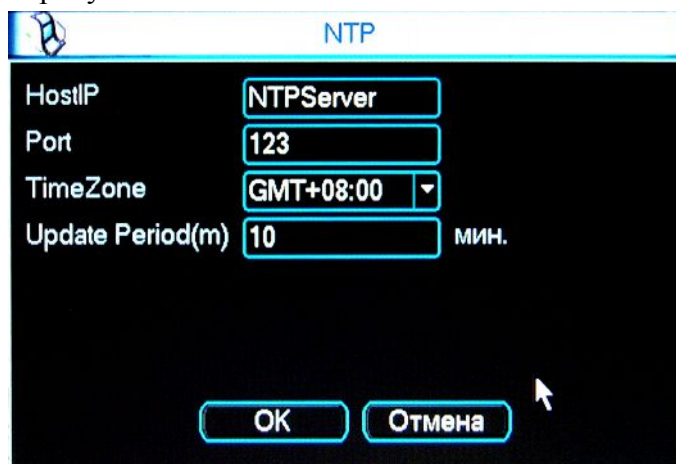 NTP
HostIP NTPServer
Port 123
TimeZone GMT+08:00
Update Period(m) 10 мин.
OK Отмена